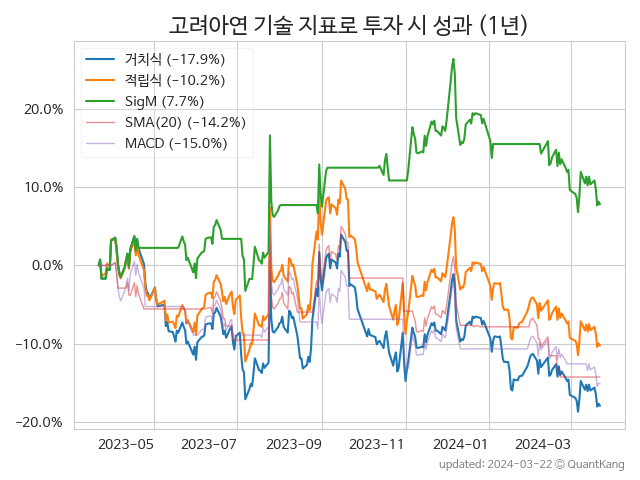 고려아연 기술 지표로 투자 시 성과 (1년)
거치식 (−17.9%)
적립식 (−10.2%)
SigM (7.7%)
SMA(20) (−14.2%)
MACD (−15.0%)
20.0%
10.0%
0.0%
−10.0%
−20.0%
2023-05 2023-07 2023-09 2023-11 2024-01 2024-03
updated: 2024-03-22 ⓒ QuantKang